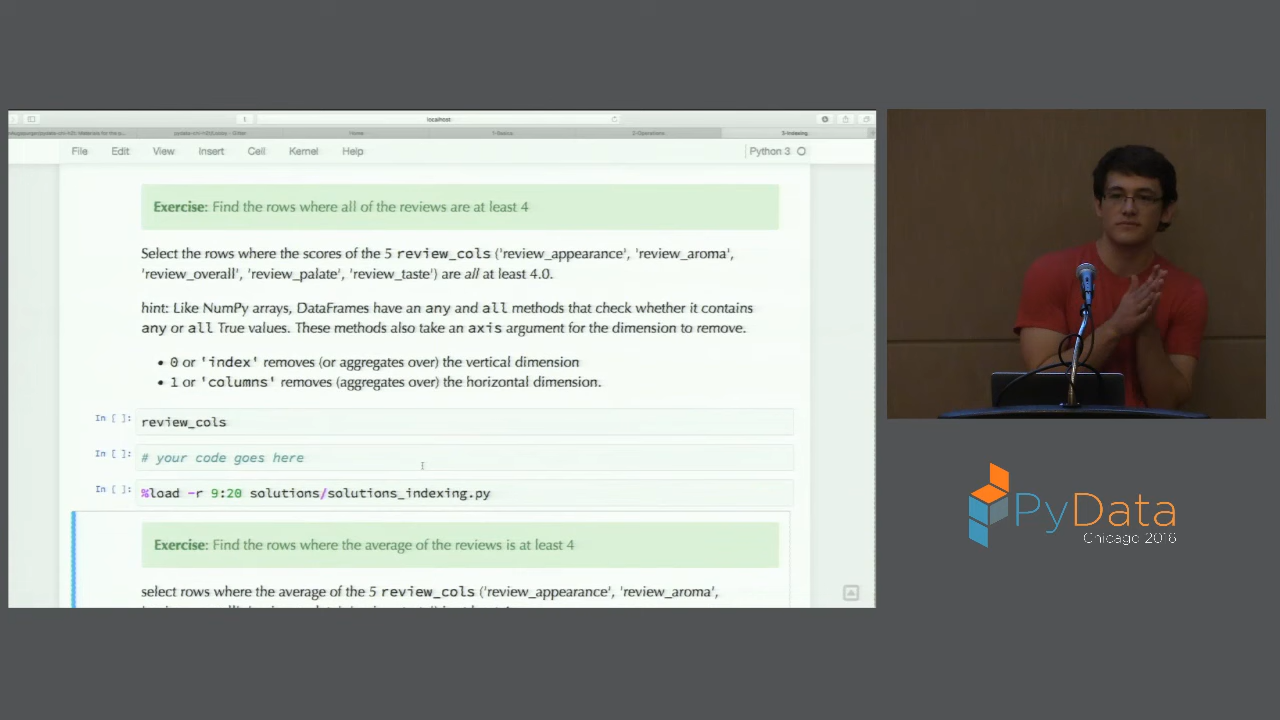 localhost
Home
1-Basics
2-Operations
3-Indexing
File Edit View Insert Cell Kernel Help
Python 3
Exercise: Find the rows where all of the reviews are at least 4
Select the rows where the scores of the 5 review_cols ('review_appearance', 'review_aroma',
'review_overall', 'review_palate', 'review_taste') are all at least 4.0.
hint: Like NumPy arrays, DataFrames have an any and all methods that check whether it contains
any or all True values. These methods also take an axis argument for the dimension to remove.
• 0 or 'index' removes (or aggregates over) the vertical dimension
• 1 or 'columns' removes (aggregates over) the horizontal dimension.
In [ ]: review_cols
In [ ]: # your code goes here
In [ ]: %load -r 9:20 solutions/solutions_indexing.py
Exercise: Find the rows where the average of the reviews is at least 4
select rows where the average of the 5 review_cols ('review_appearance', 'review_aroma',
PyData
Chicago 2016